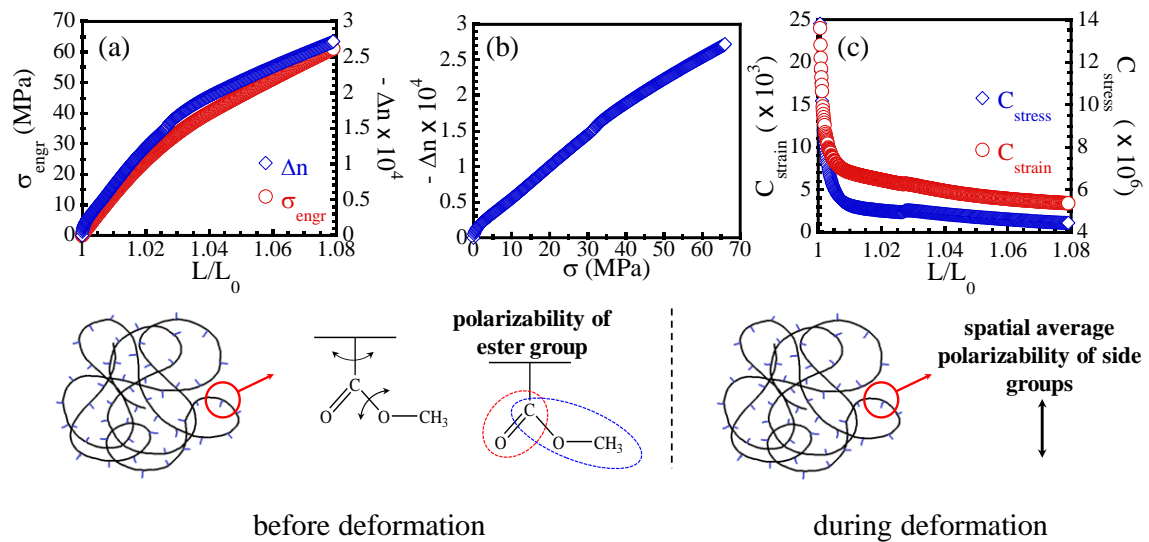 (a)
σengr (MPa)
70
60
50
40
30
20
10
0
3
2.5
2
1.5
1
0.5
0
- Δn x 10^4
Δn
σengr
1 1.02 1.04 1.06 1.08
L/L0
(b)
- Δn x 10^4
3
2.5
2
1.5
1
0.5
0
0 10 20 30 40 50 60 70
σ (MPa)
(c)
Cstrain ( x 10^3)
25
20
15
10
5
0
14
12
10
8
6
4
Cstress ( x 10^6)
Cstress
Cstrain
1 1.02 1.04 1.06 1.08
L/L0
polarizability of
ester group
C
O
O
CH3
C
O
O
CH3
spatial average
polarizability of side
groups
before deformation
during deformation